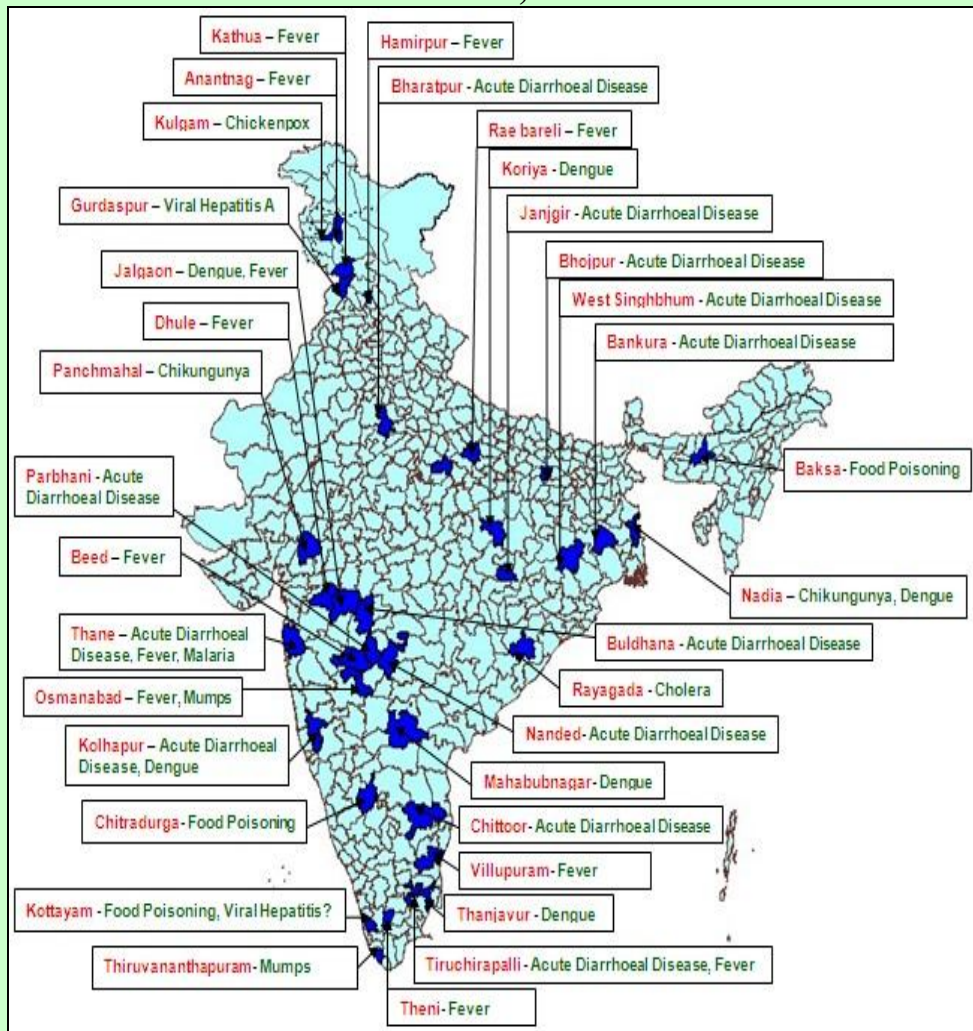 Kathua – Fever
Hamirpur – Fever
Anantnag – Fever
Bharatpur - Acute Diarrhoeal Disease
Kulgam - Chickenpox
Rae bareli – Fever
Koriya - Dengue
Gurdaspur – Viral Hepatitis A
Janjgir - Acute Diarrhoeal Disease
Jalgaon – Dengue, Fever
Bhojpur - Acute Diarrhoeal Disease
West Singhbhum - Acute Diarrhoeal Disease
Dhule – Fever
Bankura - Acute Diarrhoeal Disease
Panchmahal – Chikungunya
Parbhani - Acute
Diarrhoeal Disease
Baksa - Food Poisoning
Beed – Fever
Nadia – Chikungunya, Dengue
Thane – Acute Diarrhoeal
Disease, Fever, Malaria
Buldhana - Acute Diarrhoeal Disease
Osmanabad – Fever, Mumps
Rayagada - Cholera
Kolhapur – Acute Diarrhoeal
Disease, Dengue
Nanded- Acute Diarrhoeal Disease
Mahabubnagar- Dengue
Chitradurga- Food Poisoning
Chittoor- Acute Diarrhoeal Disease
Villupuram- Fever
Kottayam - Food Poisoning, Viral Hepatitis?
Thanjavur - Dengue
Thiruvananthapuram - Mumps
Tiruchirapalli - Acute Diarrhoeal Disease, Fever
Theni- Fever